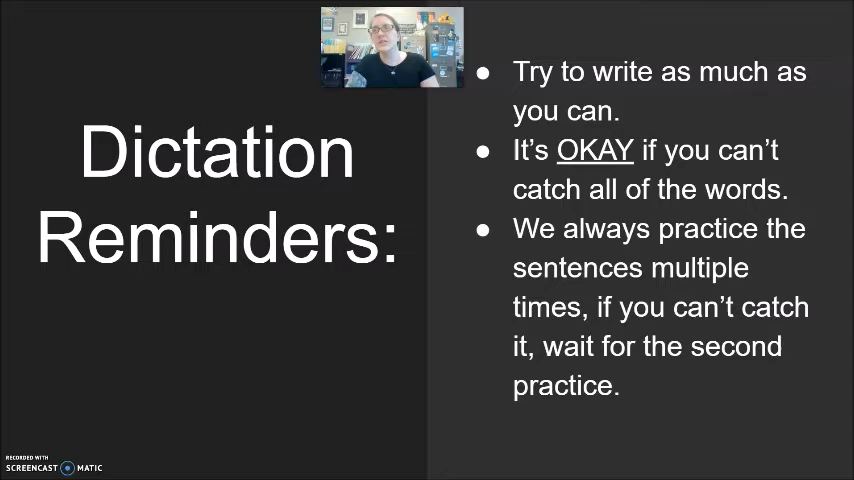 Dictation
Reminders:
● Try to write as much as
you can.
● It's OKAY if you can't
catch all of the words.
● We always practice the
sentences multiple
times, if you can't catch
it, wait for the second
practice.
RECORDED WITH
SCREENCAST MATIC